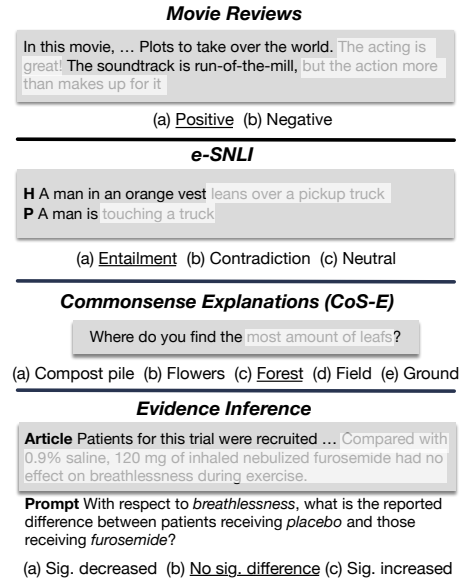 Movie Reviews
In this movie, … Plots to take over the world. The acting is
great! The soundtrack is run-of-the-mill, but the action more
than makes up for it
(a) Positive (b) Negative
e-SNLI
H A man in an orange vest leans over a pickup truck
P A man is touching a truck
(a) Entailment (b) Contradiction (c) Neutral
Commonsense Explanations (CoS-E)
Where do you find the most amount of leafs?
(a) Compost pile (b) Flowers (c) Forest (d) Field (e) Ground
Evidence Inference
Article Patients for this trial were recruited … Compared with
0.9% saline, 120 mg of inhaled nebulized furosemide had no
effect on breathlessness during exercise.
Prompt With respect to breathlessness, what is the reported
difference between patients receiving placebo and those
receiving furosemide?
(a) Sig. decreased (b) No sig. difference (c) Sig. increased